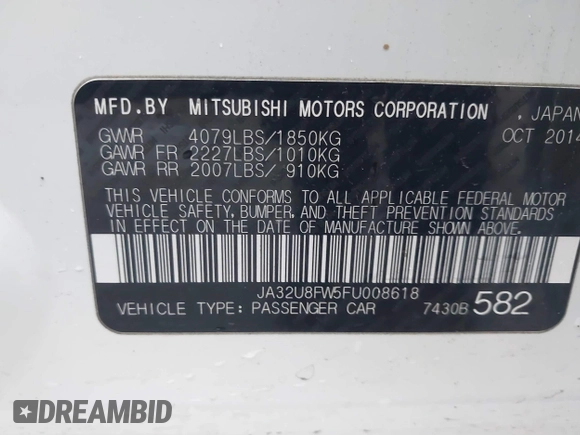 MFD.BY MITSUBISHI MOTORS CORPORATION , JAPAN
GVWR 4079LBS/1850KG OCT 2014
GAWR FR 2227LBS/1010KG
GAWR RR 2007LBS/ 910KG
THIS VEHICLE CONFORMS TO ALL APPLICABLE FEDERAL MOTOR
VEHICLE SAFETY, BUMPER, AND THEFT PREVENTION STANDARDS
IN EFFECT ON THE DATE OF MANUFACTURE SHOWN ABOVE.
JA32U8FW5FU008618
VEHICLE TYPE: PASSENGER CAR 7430B 582
DREAMBID